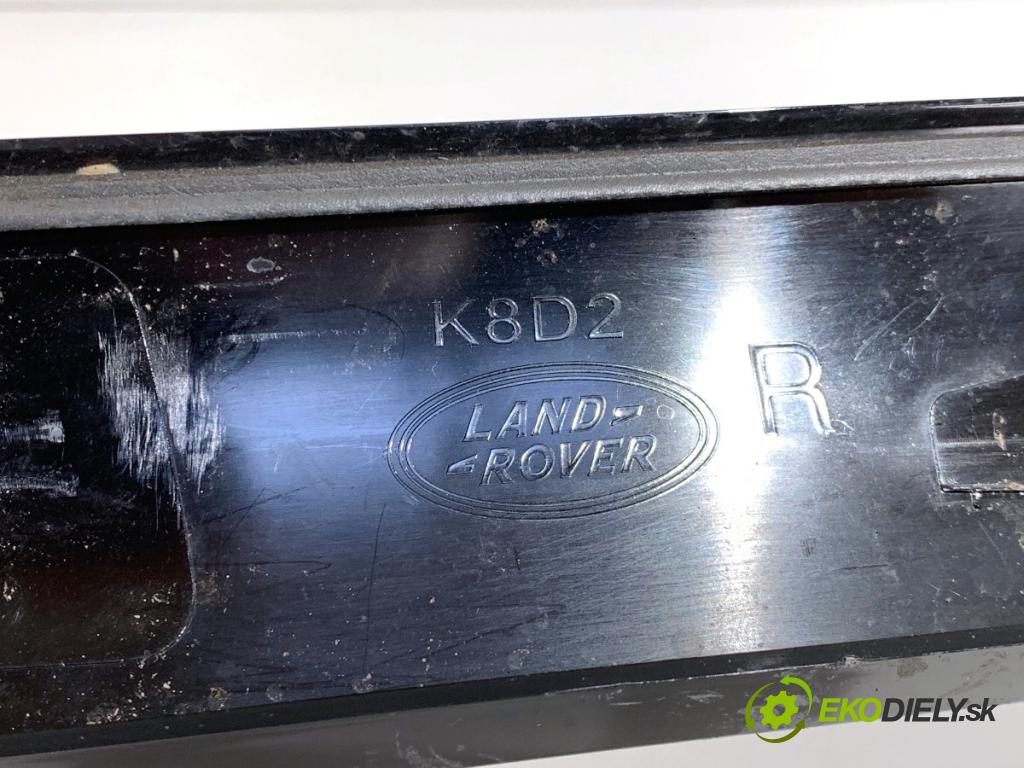 K8D2
LAND
ROVER
R
EKODIELY.sk